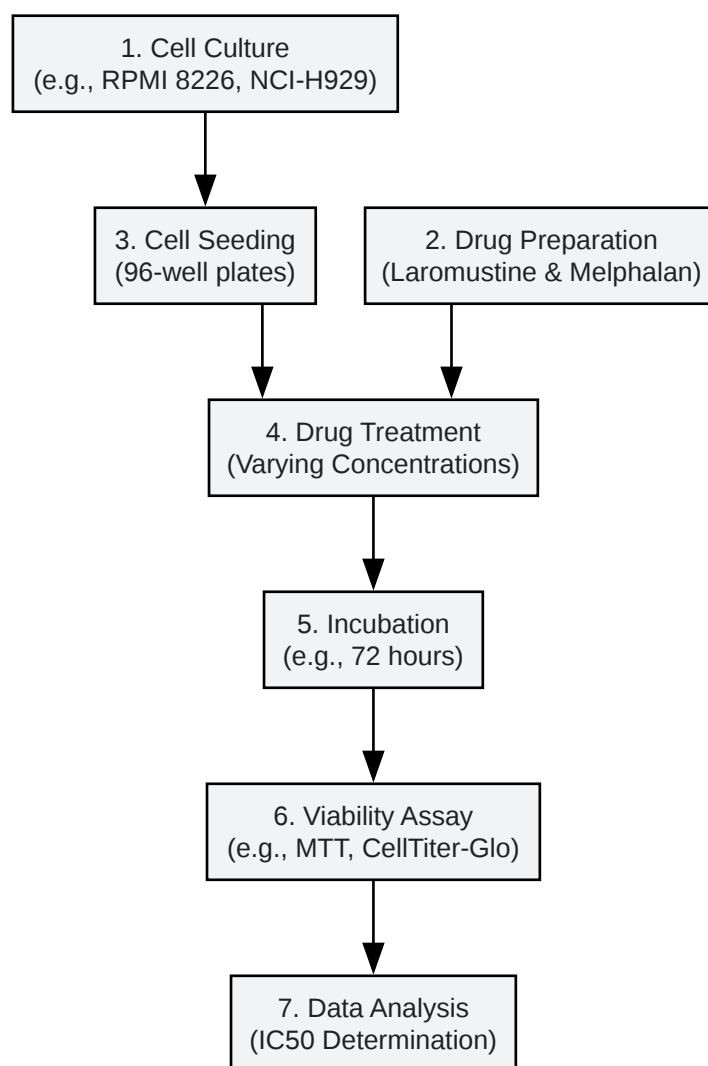 1. Cell Culture
(e.g., RPMI 8226, NCI-H929)
3. Cell Seeding
(96-well plates)
2. Drug Preparation
(Laromustine & Melphalan)
4. Drug Treatment
(Varying Concentrations)
5. Incubation
(e.g., 72 hours)
6. Viability Assay
(e.g., MTT, CellTiter-Glo)
7. Data Analysis
(IC50 Determination)